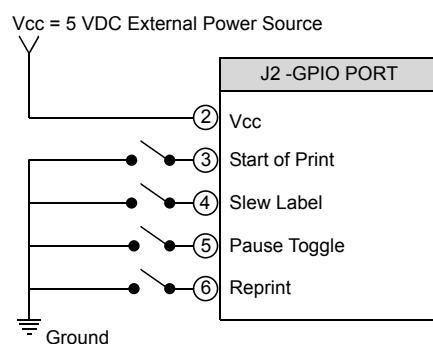 Vcc = 5 VDC External Power Source
J2 -GPIO PORT
2 Vcc
3 Start of Print
4 Slew Label
5 Pause Toggle
6 Reprint
Ground